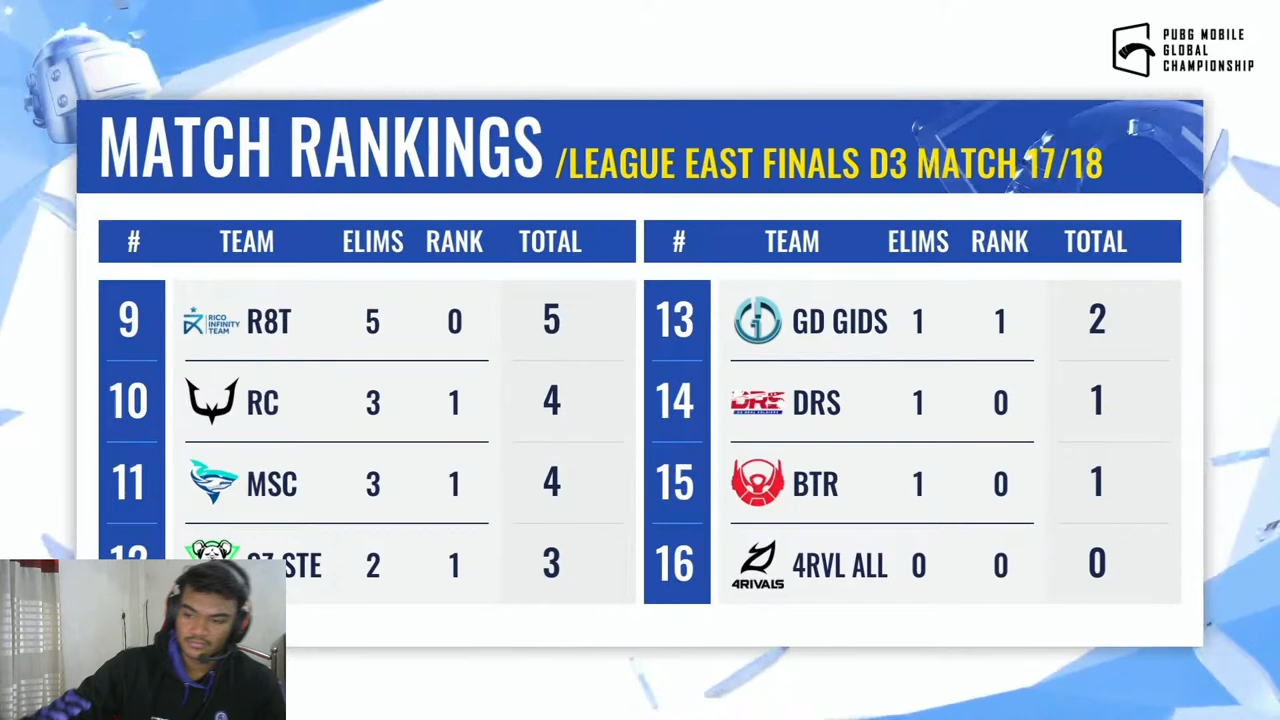 PUBG MOBILE
GLOBAL
CHAMPIONSHIP
MATCH RANKINGS /LEAGUE EAST FINALS D3 MATCH 17/18
# TEAM ELIMS RANK TOTAL
9 RICO INFINITY TEAM R8T 5 0 5
10 RC 3 1 4
11 MSC 3 1 4
12 STE 2 1 3
# TEAM ELIMS RANK TOTAL
13 GD GIDS 1 1 2
14 DRS DRS 1 0 1
15 BTR 1 0 1
16 4RIVALS 4RVL ALL 0 0 0